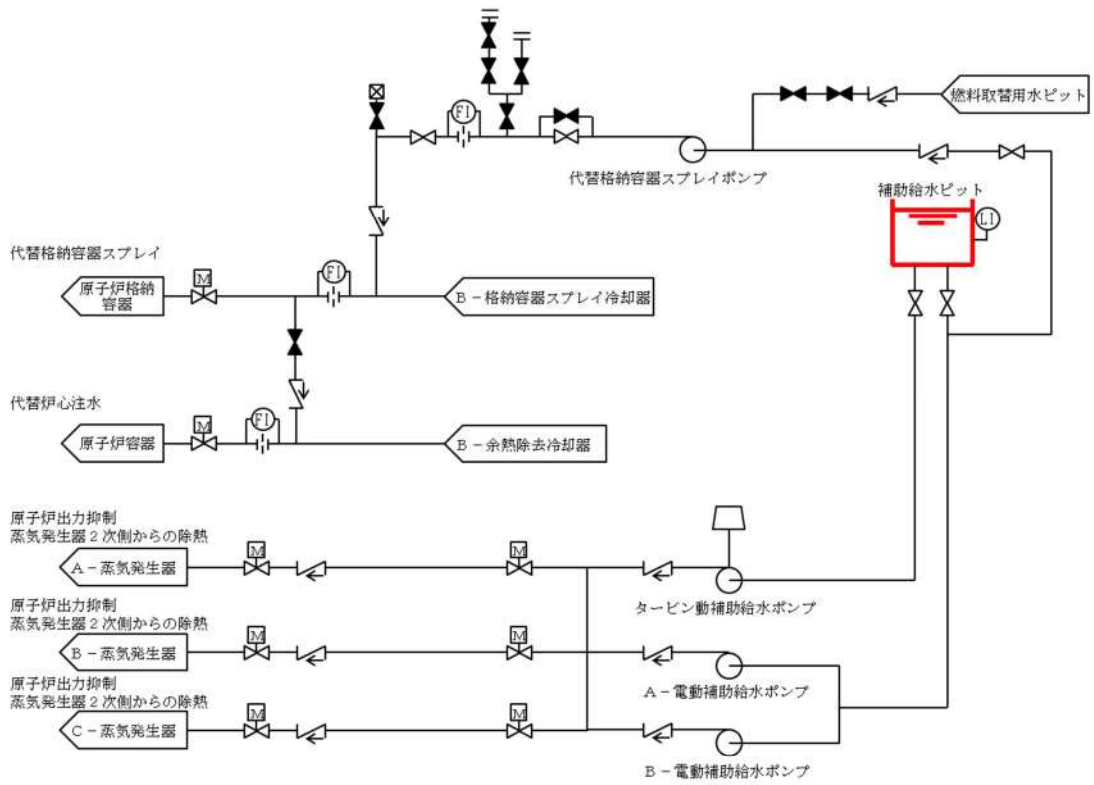 FI
燃料取替用水ピット
代替格納容器スプレイポンプ
補助給水ピット
LI
代替格納容器スプレイ
M
FI
原子炉格納
容器
B－格納容器スプレイ冷却器
代替炉心注水
M
FI
原子炉容器
B－余熱除去冷却器
原子炉出力抑制
蒸気発生器２次側からの除熱
M
M
A－蒸気発生器
タービン動補助給水ポンプ
原子炉出力抑制
蒸気発生器２次側からの除熱
M
M
B－蒸気発生器
A－電動補助給水ポンプ
原子炉出力抑制
蒸気発生器２次側からの除熱
M
M
C－蒸気発生器
B－電動補助給水ポンプ